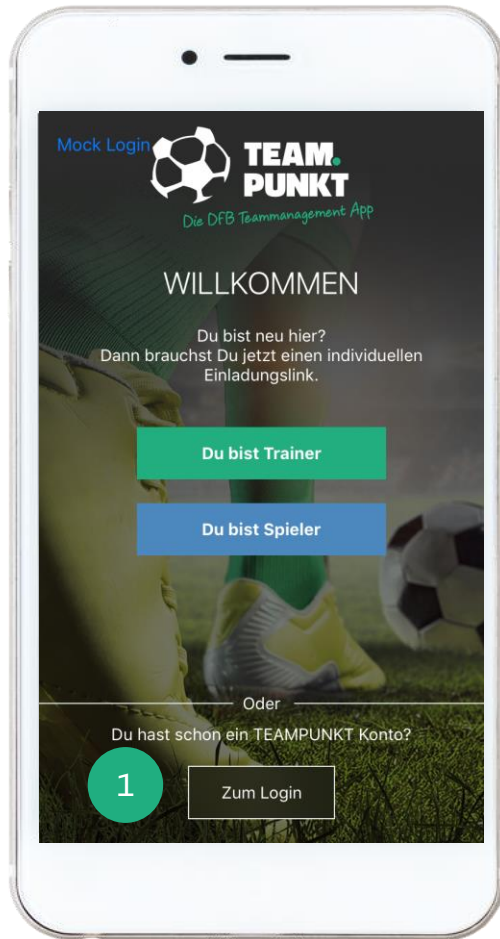 Mock Login
TEAM.
PUNKT
Die DFB Teammanagement App
WILLKOMMEN
Du bist neu hier?
Dann brauchst Du jetzt einen individuellen
Einladungslink.
Du bist Trainer
Du bist Spieler
Oder
Du hast schon ein TEAMPUNKT Konto?
1
Zum Login